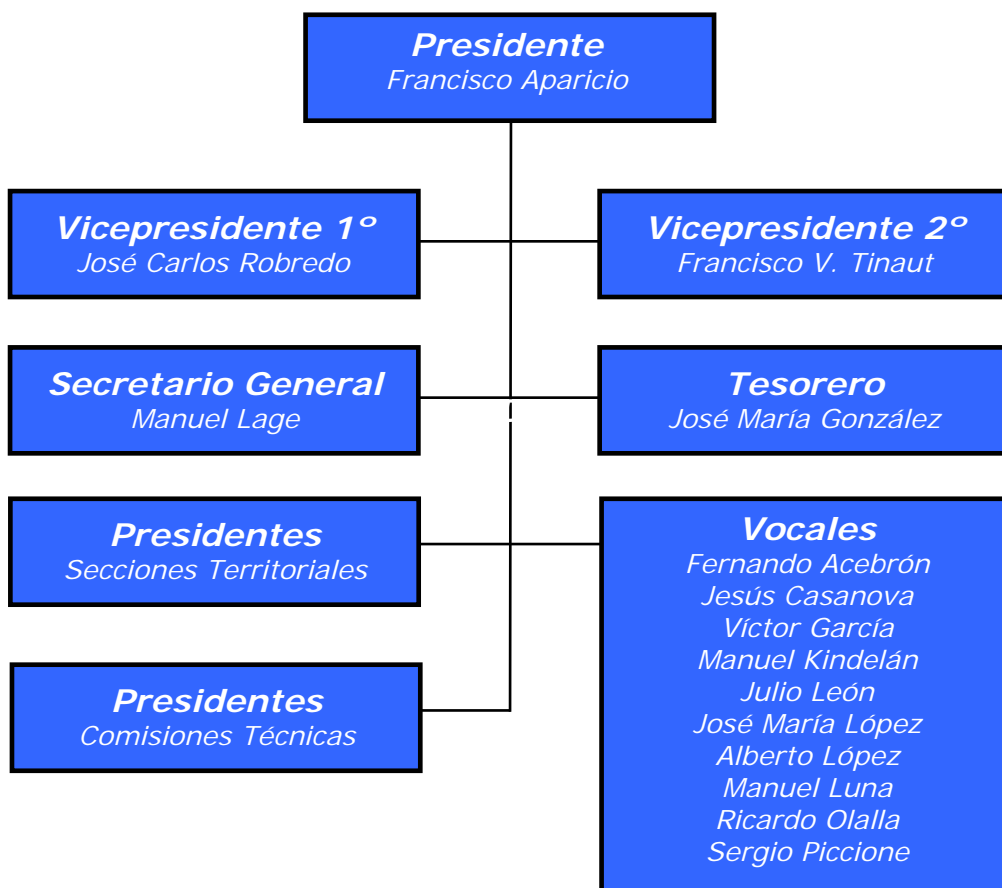 Presidente
Francisco Aparicio
Vicepresidente 1º
José Carlos Robredo
Vicepresidente 2º
Francisco V. Tinaut
Secretario General
Manuel Lage
Tesorero
José María González
Presidentes
Secciones Territoriales
Vocales
Fernando Acebrón
Jesús Casanova
Víctor García
Manuel Kindelán
Julio León
José María López
Alberto López
Manuel Luna
Ricardo Olalla
Sergio Piccione
Presidentes
Comisiones Técnicas